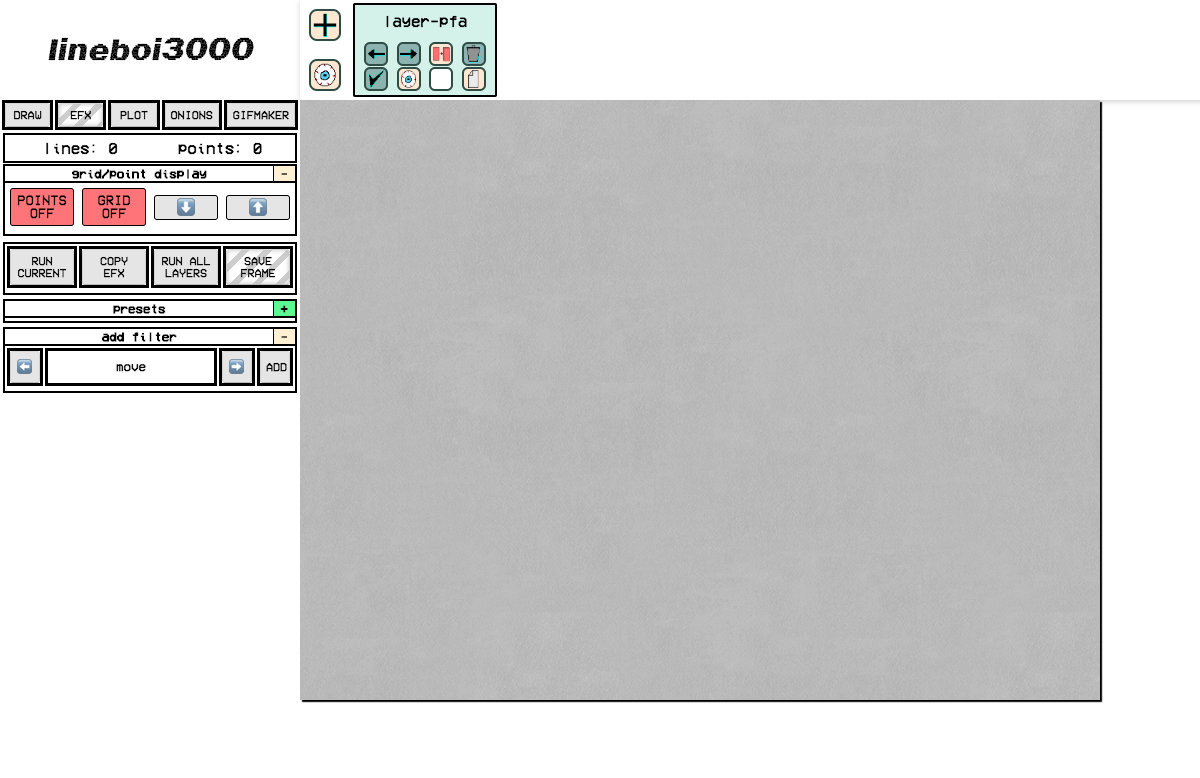 lineboi3000
layer-pfa
DRAW EFX PLOT ONIONS GIFMAKER
lines: 0 points: 0
grid/point display -
POINTS OFF GRID OFF
RUN CURRENT COPY EFX RUN ALL LAYERS SAVE FRAME
presets +
add filter -
move ADD